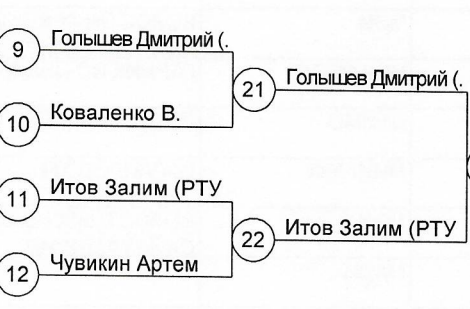 9 Голышев Дмитрий (.
21 Голышев Дмитрий (.
10 Коваленко В.
11 Итов Залим (РТУ
22 Итов Залим (РТУ
12 Чувикин Артем